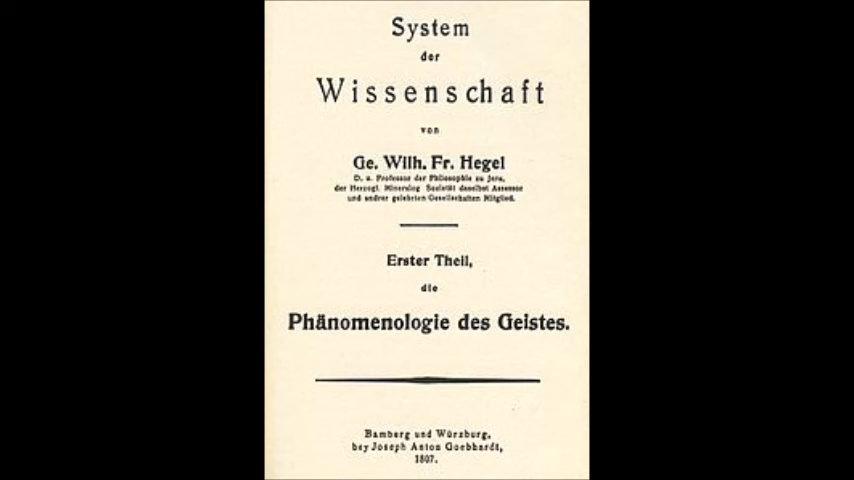 System
der
Wissenschaft
von
Ge. Wilh. Fr. Hegel
D. u. Professor der Philosophie zu Jena,
der Herzogl. Mineralog. Societät daselbst Assessor
und andrer gelehrten Gesellschaften Mitglied.
Erster Theil,
die
Phänomenologie des Geistes.
Bamberg und Würzburg,
bey Joseph Anton Goebhardt,
1807.